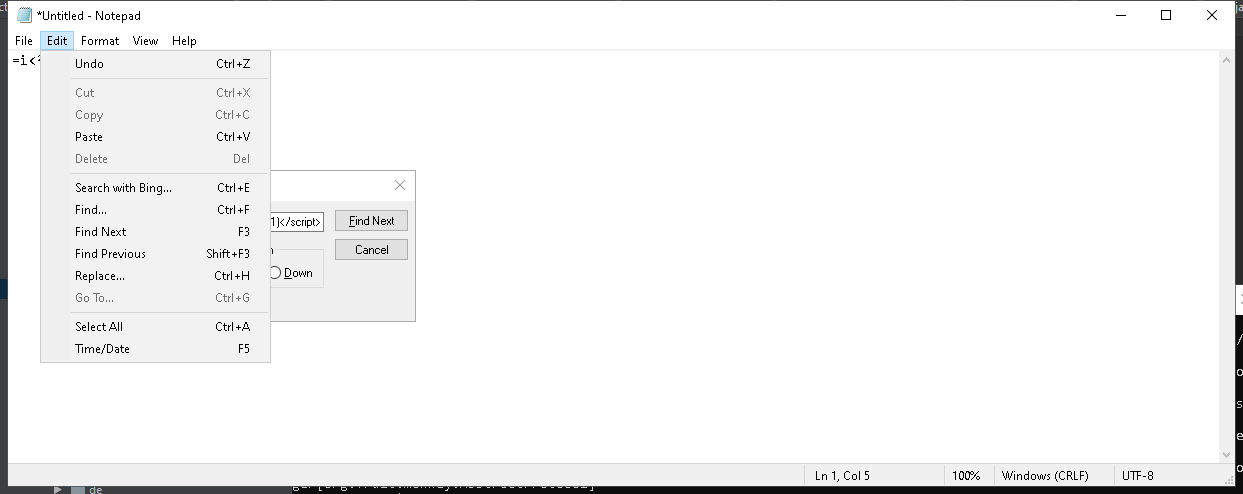 *Untitled - Notepad
File Edit Format View Help
=i<
Undo Ctrl+Z
Cut Ctrl+X
Copy Ctrl+C
Paste Ctrl+V
Delete Del
Search with Bing... Ctrl+E
Find... Ctrl+F
Find Next F3
Find Previous Shift+F3
Replace... Ctrl+H
Go To... Ctrl+G
Select All Ctrl+A
Time/Date F5
1)</script> Find Next
Cancel
Down
Ln 1, Col 5 100% Windows (CRLF) UTF-8
de